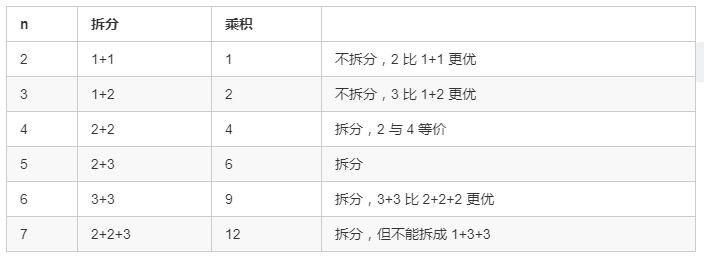 n 拆分 乘积
2 1+1 1 不拆分，2 比 1+1 更优
3 1+2 2 不拆分，3 比 1+2 更优
4 2+2 4 拆分，2 与 4 等价
5 2+3 6 拆分
6 3+3 9 拆分，3+3 比 2+2+2 更优
7 2+2+3 12 拆分，但不能拆成 1+3+3